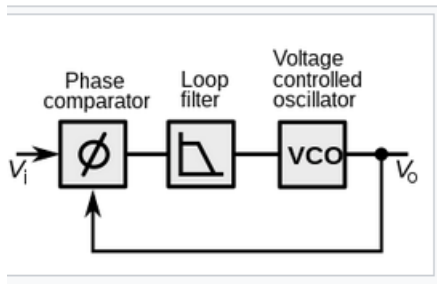 Phase
comparator
Loop
filter
Voltage
controlled
oscillator
Vi
ϕ
VCO
Vo